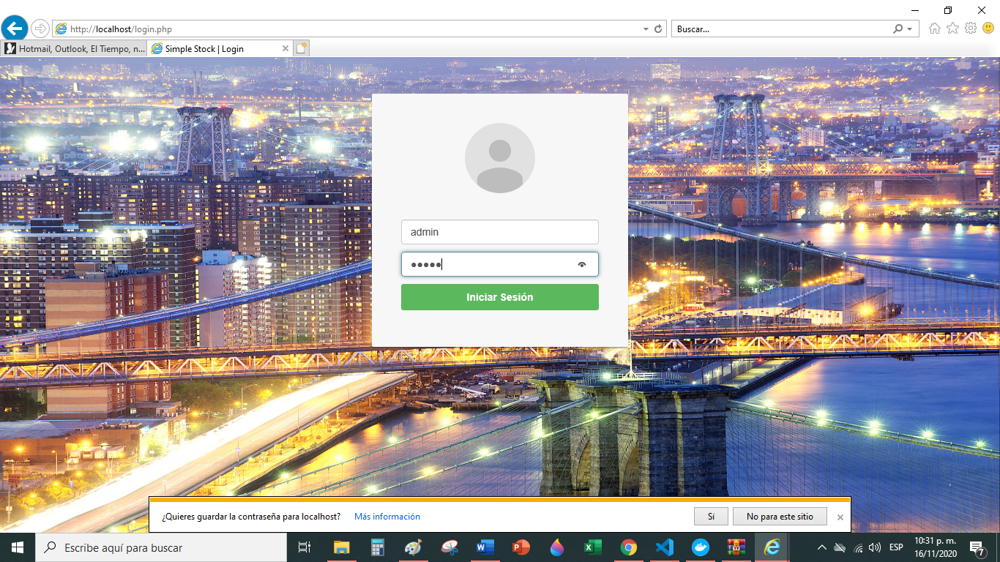 http://localhost/login.php
Buscar...
Hotmail, Outlook, El Tiempo, n...
Simple Stock | Login
admin
●●●●●
Iniciar Sesión
¿Quieres guardar la contraseña para localhost?
Más información
Sí
No para este sitio
Escribe aquí para buscar
ESP
10:31 p. m.
16/11/2020
7